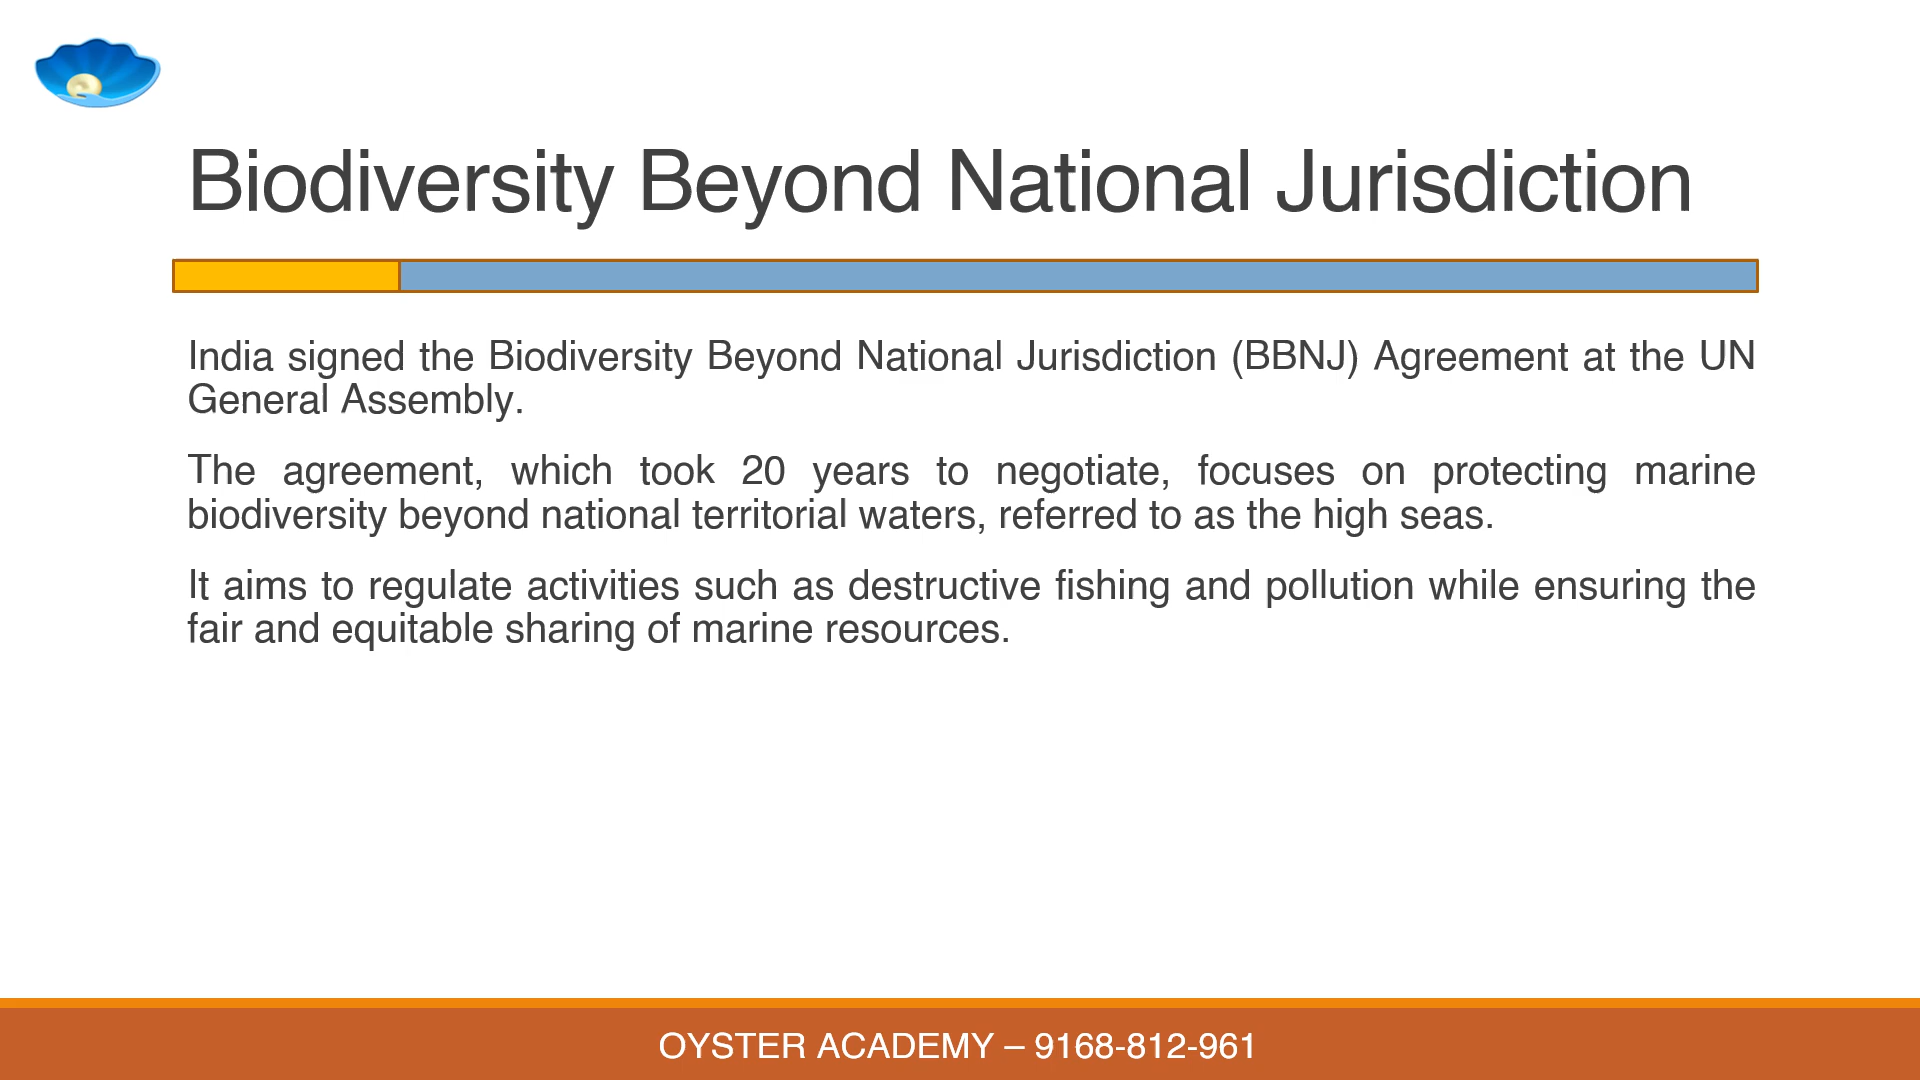 Biodiversity Beyond National Jurisdiction
India signed the Biodiversity Beyond National Jurisdiction (BBNJ) Agreement at the UN
General Assembly.
The agreement, which took 20 years to negotiate, focuses on protecting marine
biodiversity beyond national territorial waters, referred to as the high seas.
It aims to regulate activities such as destructive fishing and pollution while ensuring the
fair and equitable sharing of marine resources.
OYSTER ACADEMY – 9168-812-961